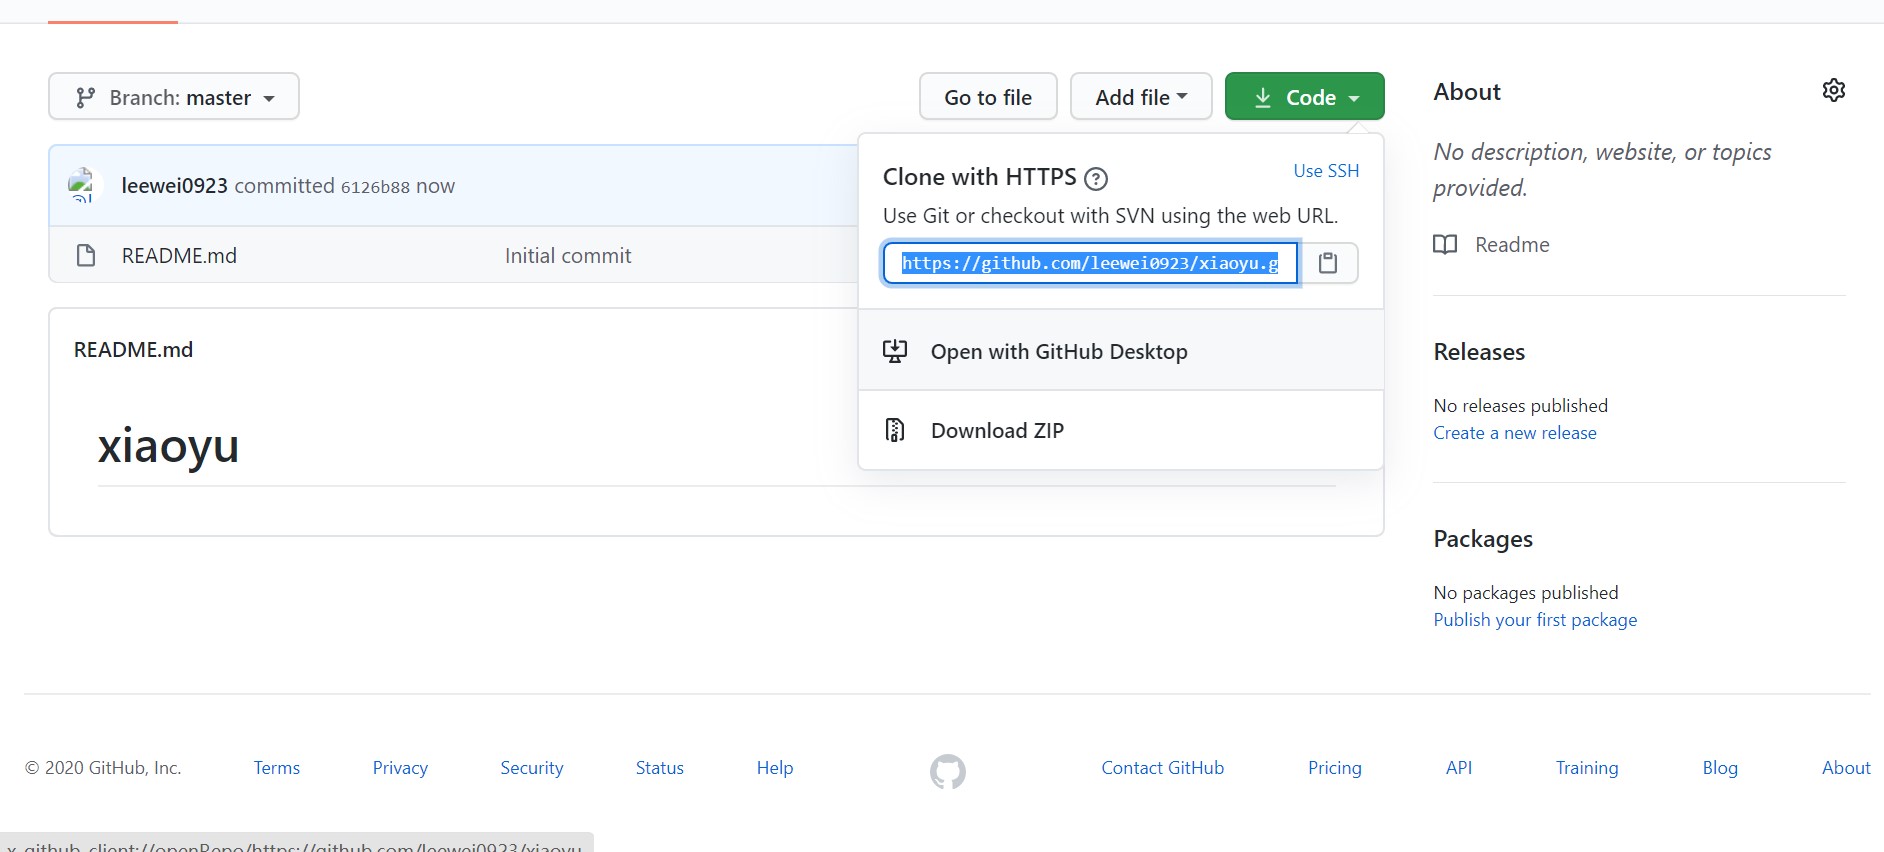 Branch: master
Go to file
Add file
Code
leewei0923 committed 6126b88 now
README.md
Initial commit
Clone with HTTPS
Use SSH
Use Git or checkout with SVN using the web URL.
https://github.com/leewei0923/xiaoyu.g
Open with GitHub Desktop
Download ZIP
README.md
xiaoyu
About
No description, website, or topics
provided.
Readme
Releases
No releases published
Create a new release
Packages
No packages published
Publish your first package
© 2020 GitHub, Inc.
Terms
Privacy
Security
Status
Help
Contact GitHub
Pricing
API
Training
Blog
About
x-github-client://openRepo/https://github.com/leewei0923/xiaoyu